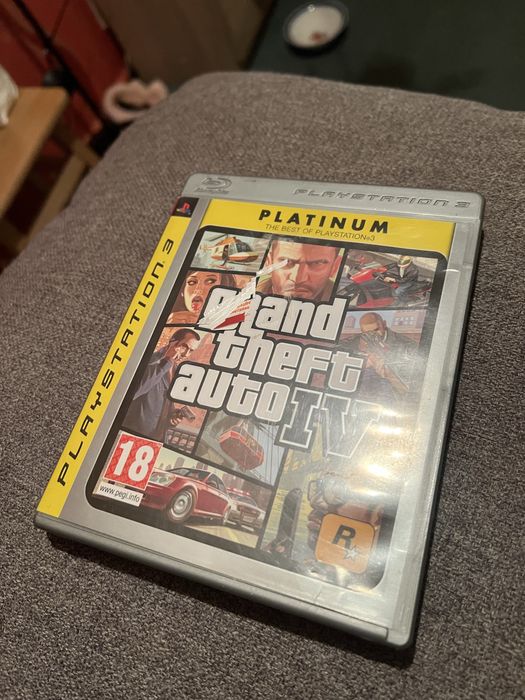 PLAYSTATION 3
PLAYSTATION 3
PLATINUM
THE BEST OF PLAYSTATION®3
grand
theft
auto IV
18
www.pegi.info
R